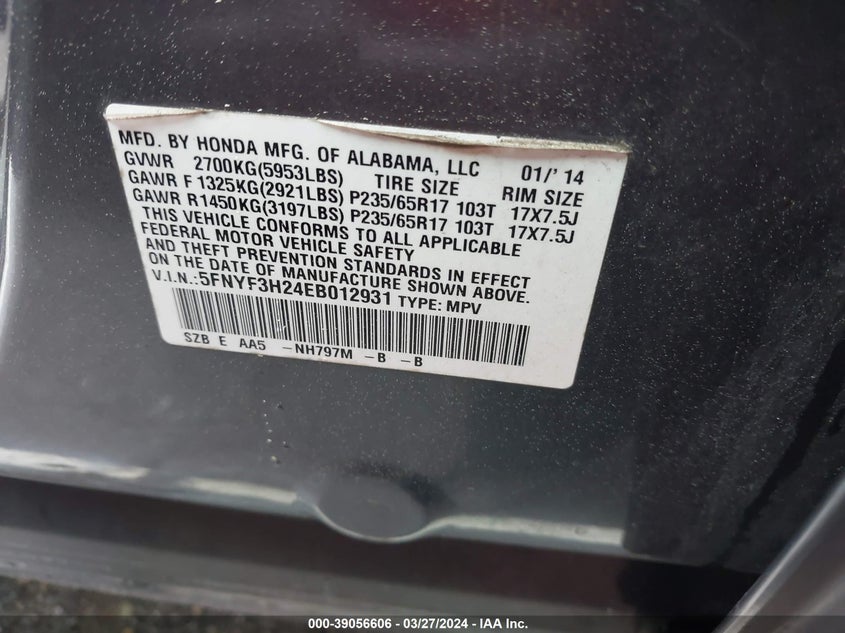 MFD. BY HONDA MFG. OF ALABAMA, LLC 01/'14
GVWR 2700KG(5953LBS) TIRE SIZE RIM SIZE
GAWR F 1325KG(2921LBS) P235/65R17 103T 17X7.5J
GAWR R1450KG(3197LBS) P235/65R17 103T 17X7.5J
THIS VEHICLE CONFORMS TO ALL APPLICABLE
FEDERAL MOTOR VEHICLE SAFETY
AND THEFT PREVENTION STANDARDS IN EFFECT
ON THE DATE OF MANUFACTURE SHOWN ABOVE.
V.I.N.:5FNYF3H24EB012931 TYPE: MPV
SZB E AA5 -NH797M -B -B
000-39056606 - 03/27/2024 - IAA Inc.